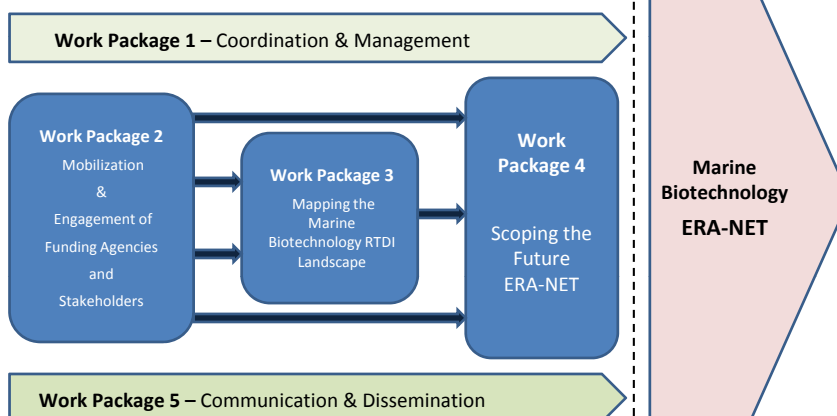 Work Package 1 – Coordination & Management
Work Package 2
Mobilization
&
Engagement of
Funding Agencies
and
Stakeholders
Work Package 3
Mapping the
Marine
Biotechnology RTDI
Landscape
Work
Package 4
Scoping the
Future
ERA-NET
Marine
Biotechnology
ERA-NET
Work Package 5 – Communication & Dissemination